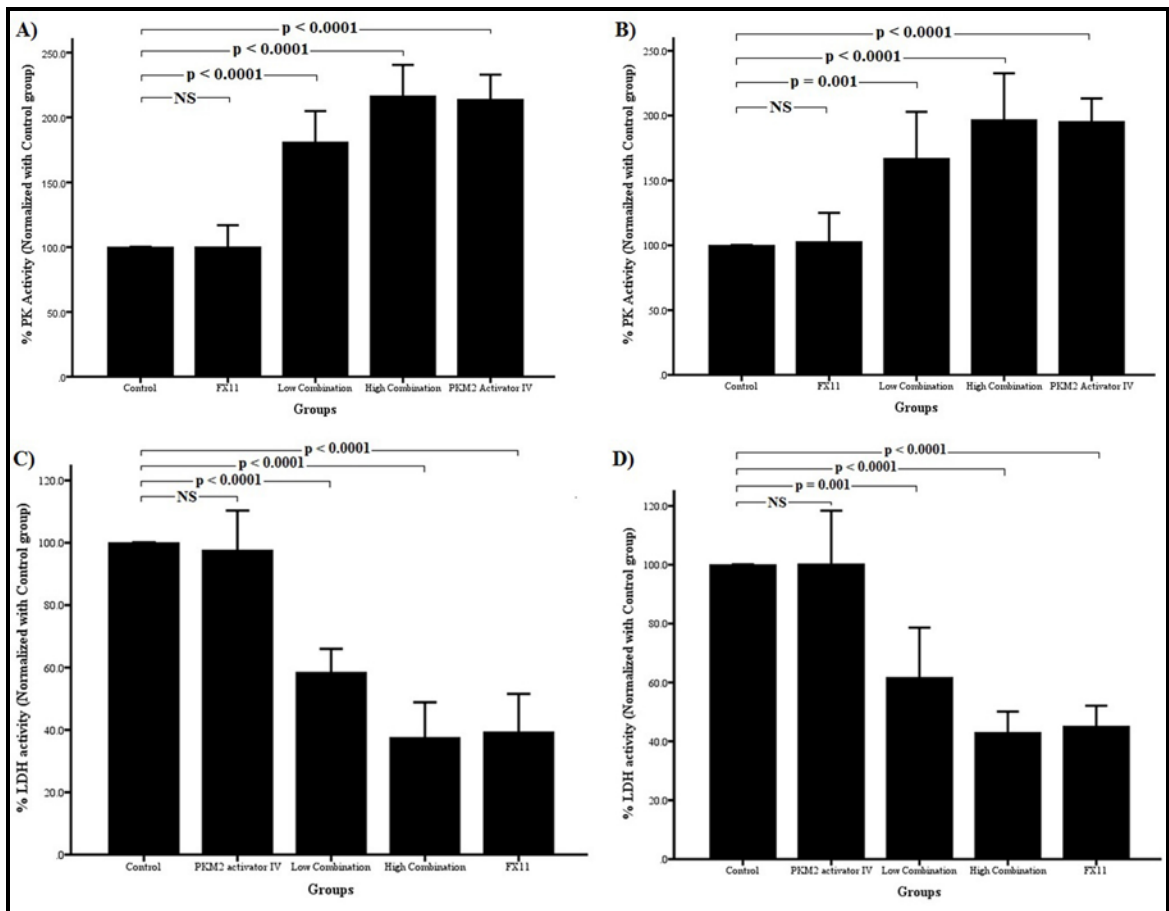 A)
p < 0.0001
p < 0.0001
p < 0.0001
NS
% PK Activity (Normalized with Control group)
250.0
200.0
150.0
100.0
50.0
.0
Control FX11 Low Combination High Combination PKM2 Activator IV
Groups
B)
p < 0.0001
p < 0.0001
p = 0.001
NS
% PK Activity (Normailzed with Control group)
250.0
200.0
150.0
100.0
50.0
.0
Control FX11 Low Combination High Combination PKM2 Activator IV
Groups
C)
p < 0.0001
p < 0.0001
p < 0.0001
NS
% LDH activity (Normalized with Control group)
120.0
100.0
80.0
60.0
40.0
20.0
.0
Control PKM2 activator IV Low Combination High Combination FX11
Groups
D)
p < 0.0001
p < 0.0001
p = 0.001
NS
% LDH activity (Normalized with Control group)
120.0
100.0
80.0
60.0
40.0
20.0
.0
Control PKM2 activator IV Low Combination High Combination FX11
Groups